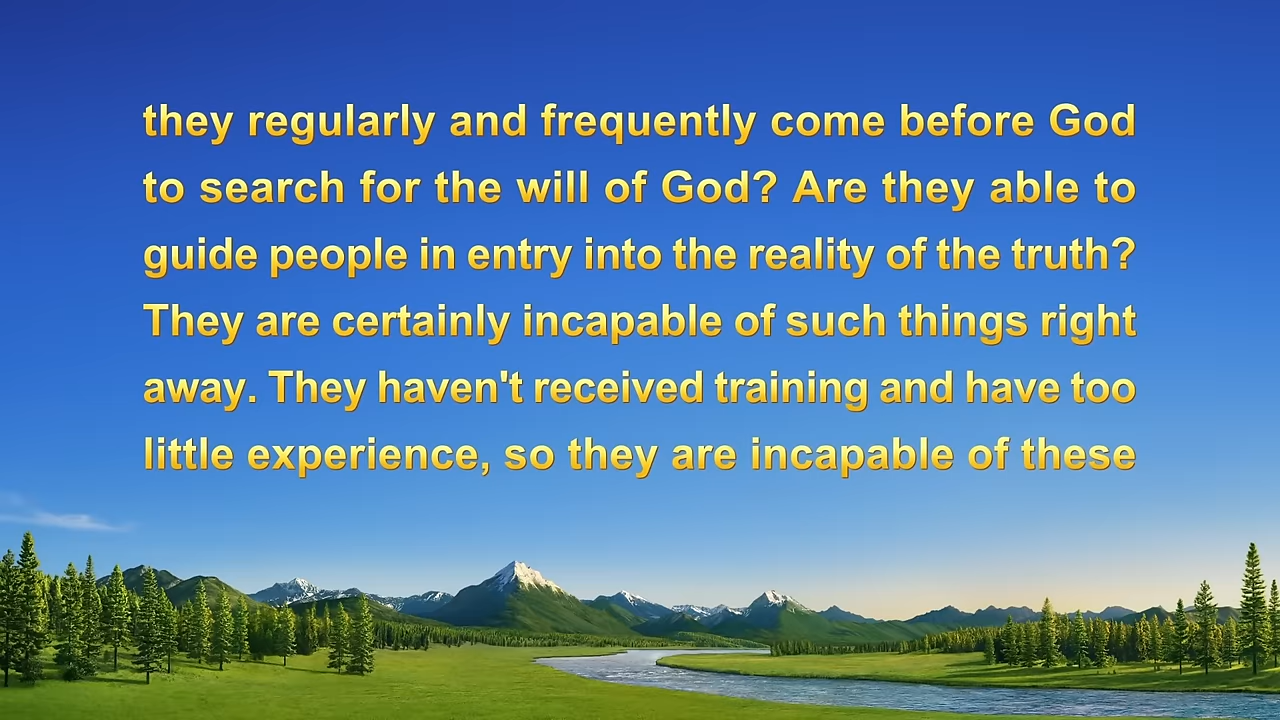 they regularly and frequently come before God
to search for the will of God? Are they able to
guide people in entry into the reality of the truth?
They are certainly incapable of such things right
away. They haven't received training and have too
little experience, so they are incapable of these